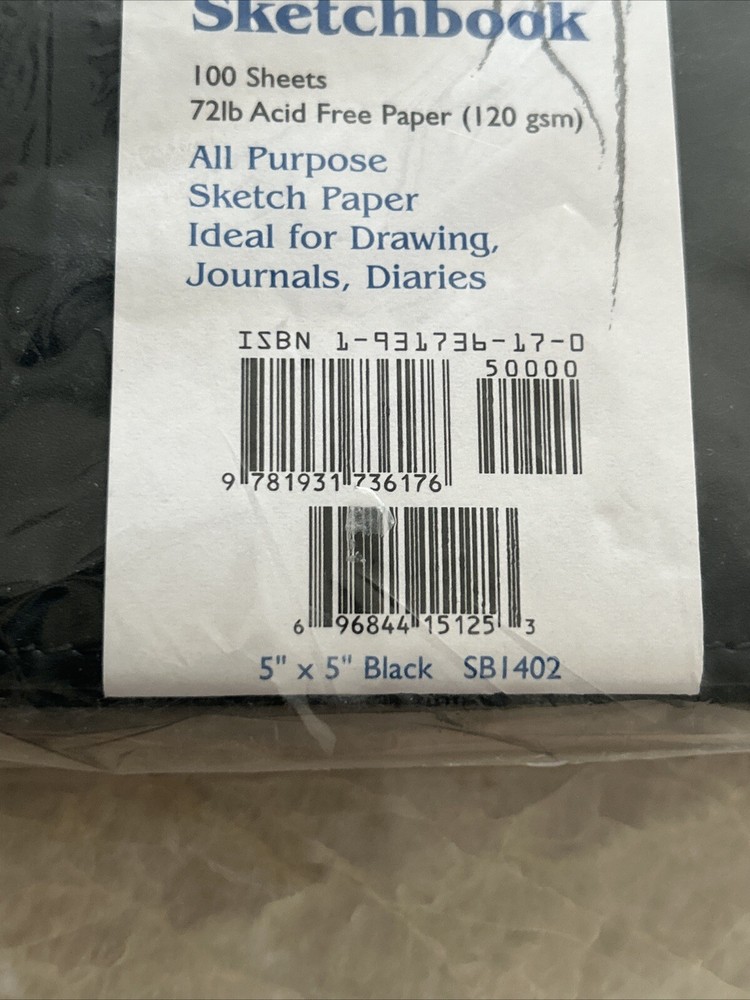 Sketchbook
100 Sheets
72lb Acid Free Paper (120 gsm)
All Purpose
Sketch Paper
Ideal for Drawing,
Journals, Diaries
ISBN 1-931736-17-0
50000
9 781931 736176
6 96844 15125 3
5" x 5" Black SB1402